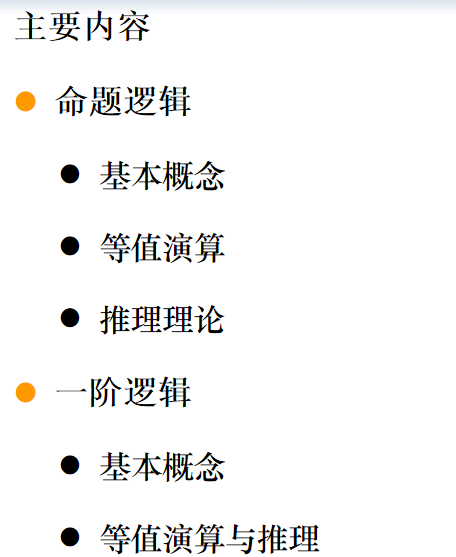 主要内容
命题逻辑
基本概念
等值演算
推理理论
一阶逻辑
基本概念
等值演算与推理